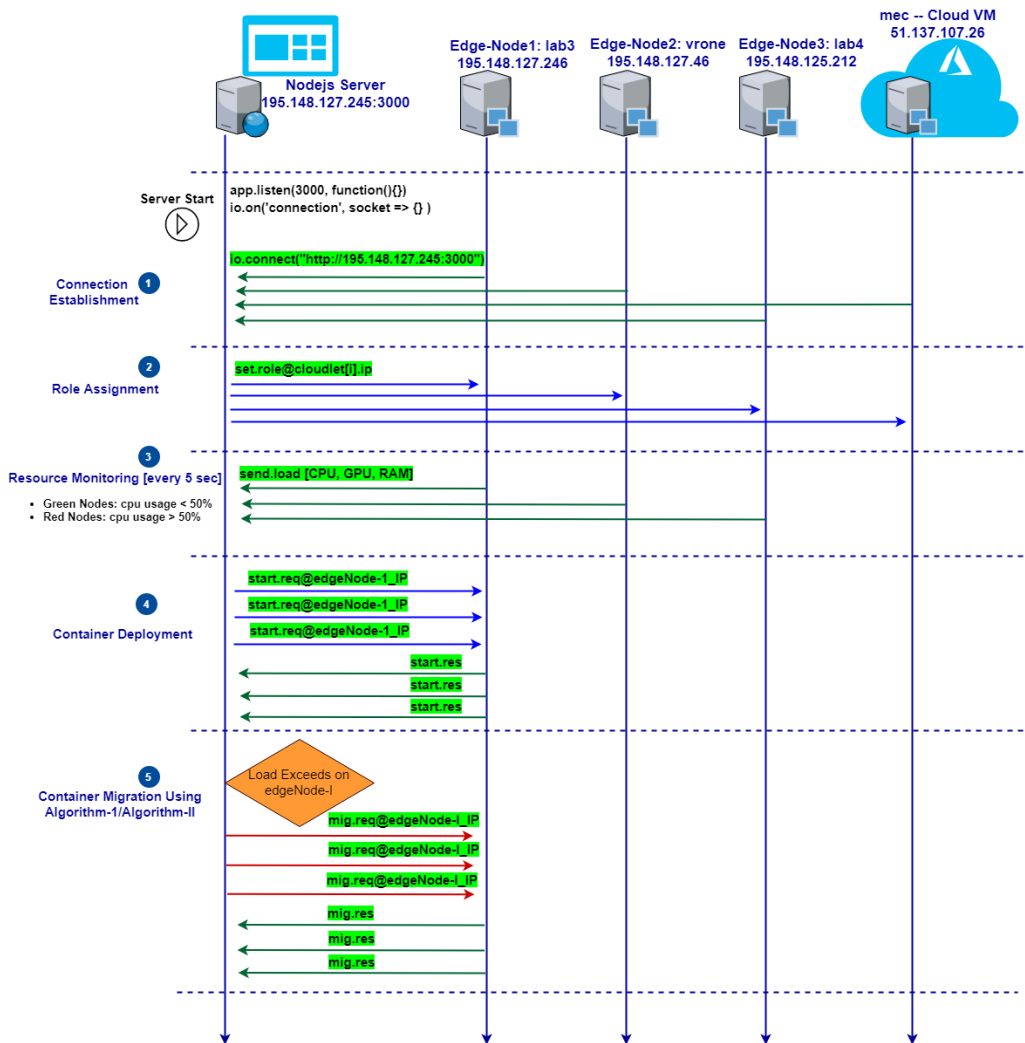 mec -- Cloud VM
51.137.107.26
Edge-Node1: lab3
195.148.127.246
Edge-Node2: vrone
195.148.127.46
Edge-Node3: lab4
195.148.125.212
Nodejs Server
195.148.127.245:3000
Server Start
app.listen(3000, function(){})
io.on('connection', socket => {} )
io.connect("http://195.148.127.245:3000")
1
Connection
Establishment
2
Role Assignment
set.role@cloudlet[i].ip
3
Resource Monitoring [every 5 sec]
• Green Nodes: cpu usage < 50%
• Red Nodes: cpu usage > 50%
send.load [CPU, GPU, RAM]
4
Container Deployment
start.req@edgeNode-1_IP
start.req@edgeNode-1_IP
start.req@edgeNode-1_IP
start.res
start.res
start.res
5
Container Migration Using
Algorithm-1/Algorithm-II
Load Exceeds on
edgeNode-I
mig.req@edgeNode-I_IP
mig.req@edgeNode-I_IP
mig.req@edgeNode-I_IP
mig.res
mig.res
mig.res